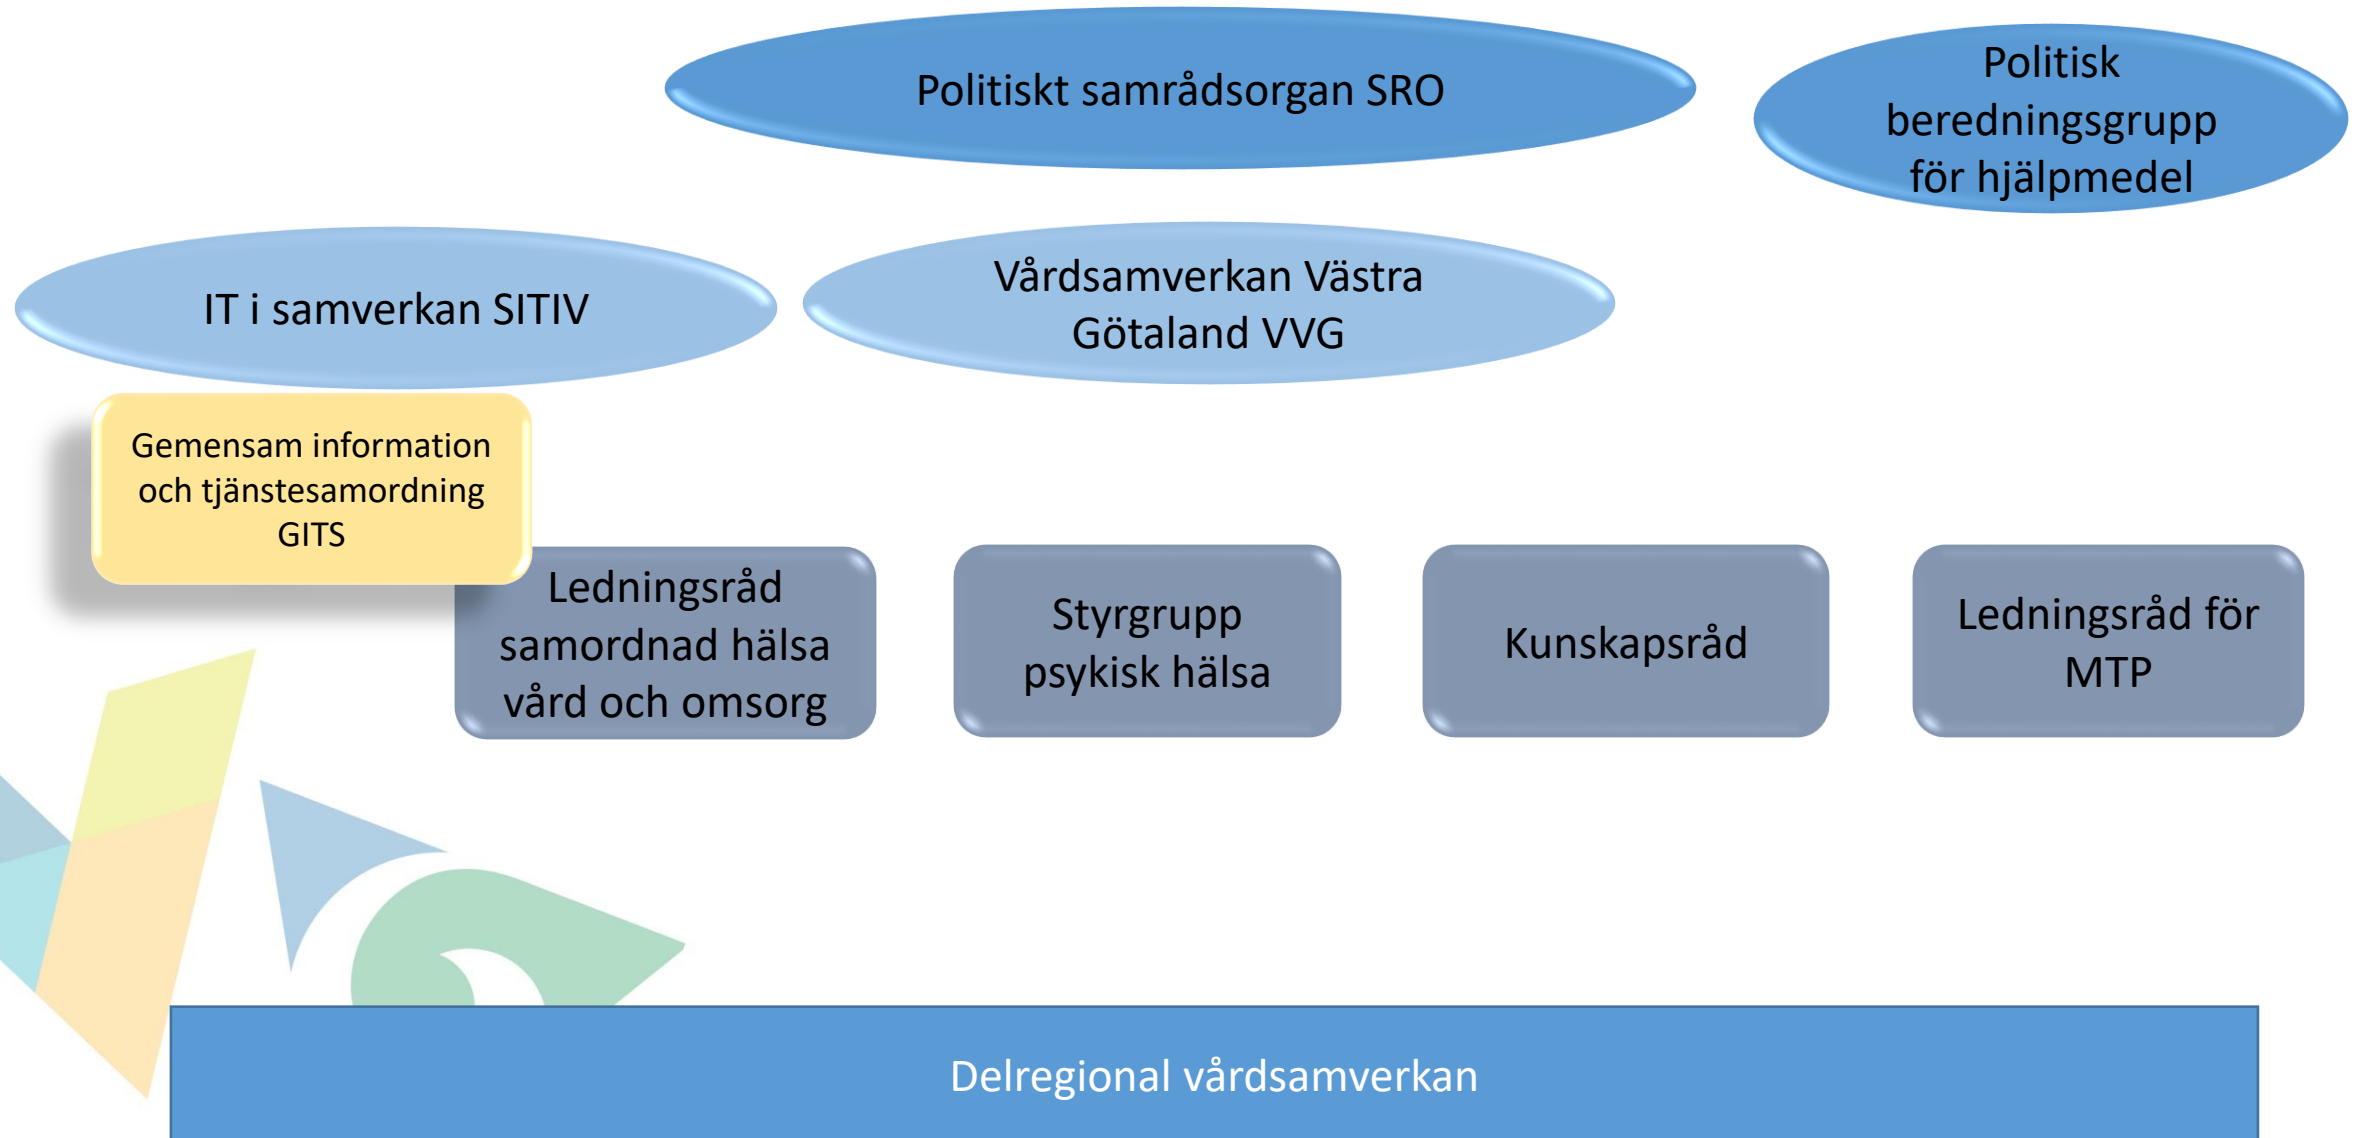 Politiskt samrådsorgan SRO
Politisk
beredningsgrupp
för hjälpmedel
IT i samverkan SITIV
Vårdsamverkan Västra
Götaland VVG
Gemensam information
och tjänstesamordning
GITS
Ledningsråd
samordnad hälsa
vård och omsorg
Styrgrupp
psykisk hälsa
Kunskapsråd
Ledningsråd för
MTP
Delregional vårdsamverkan